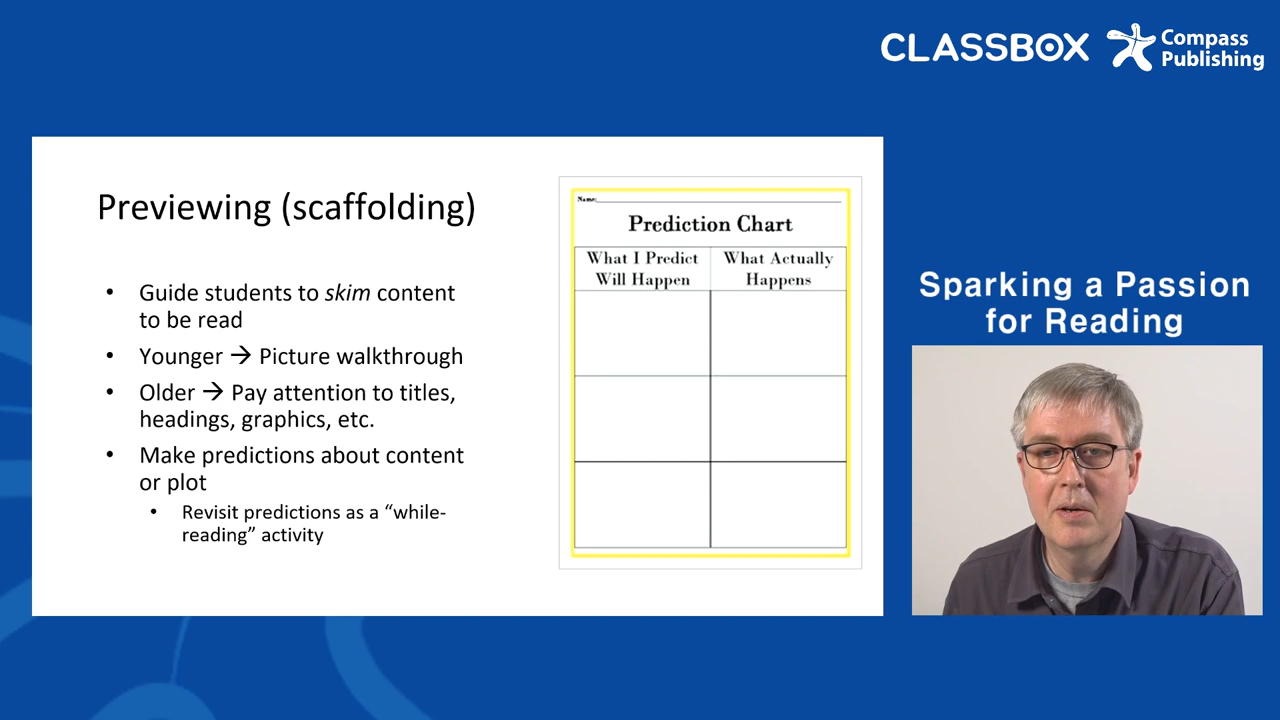 CLASSBOX
Compass
Publishing
Previewing (scaffolding)
• Guide students to skim content
to be read
• Younger → Picture walkthrough
• Older → Pay attention to titles,
headings, graphics, etc.
• Make predictions about content
or plot
• Revisit predictions as a “while-
reading” activity
Name:
Prediction Chart
What I Predict
Will Happen
What Actually
Happens
Sparking a Passion
for Reading